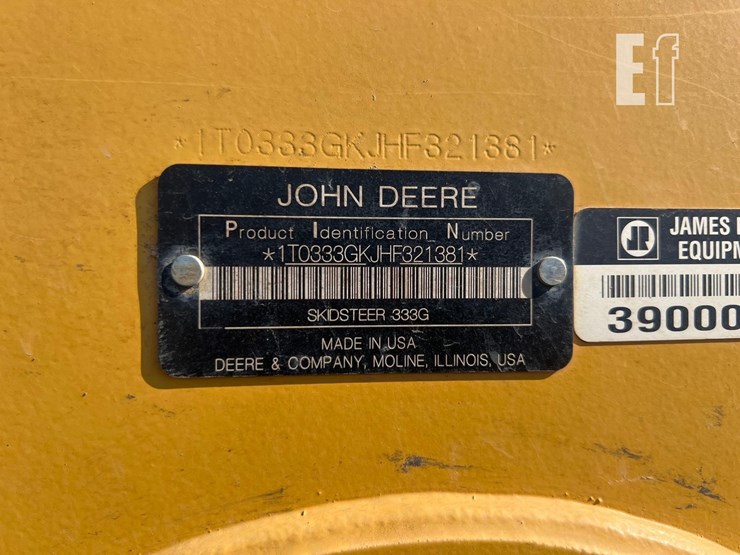 Ef
*1T0333GKJHF321381*
JOHN DEERE
Product Identification Number
*1T0333GKJHF321381*
SKIDSTEER 333G
MADE IN USA
DEERE & COMPANY, MOLINE, ILLINOIS, USA
JAMES
39000